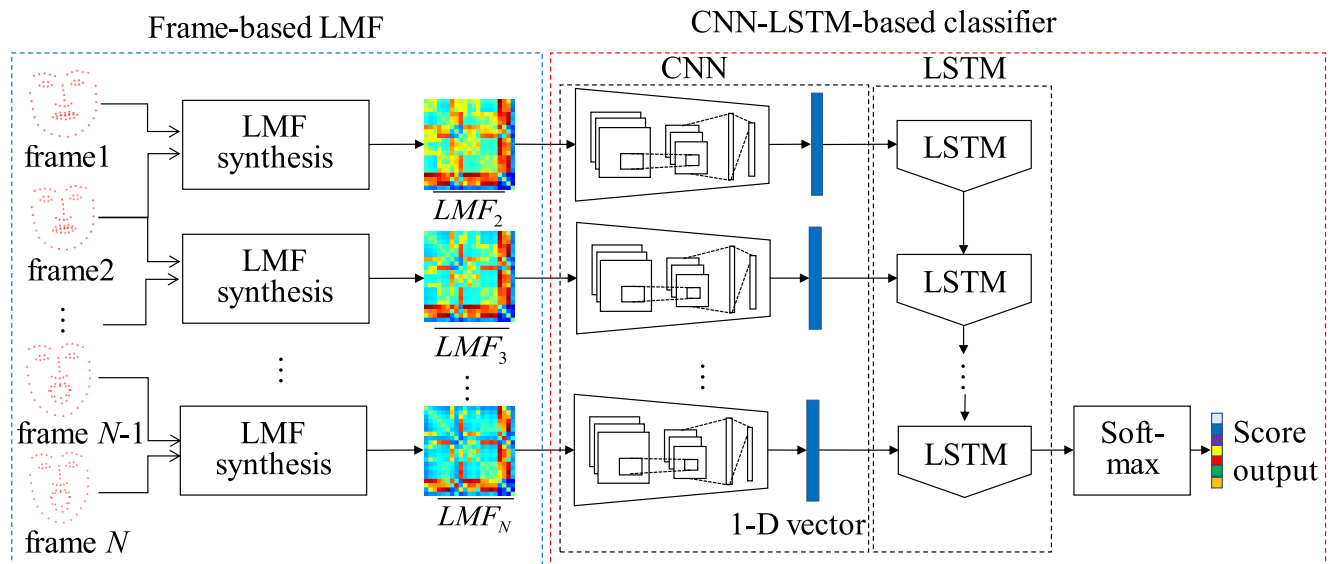 Frame-based LMF
CNN-LSTM-based classifier
CNN
LSTM
frame1
LMF
synthesis
LMF2
LSTM
frame2
LMF
synthesis
LMF3
LSTM
⋮
⋮
⋮
⋮
⋮
frame N-1
LMF
synthesis
LMFN
LSTM
Soft-
max
Score
output
1-D vector
frame N